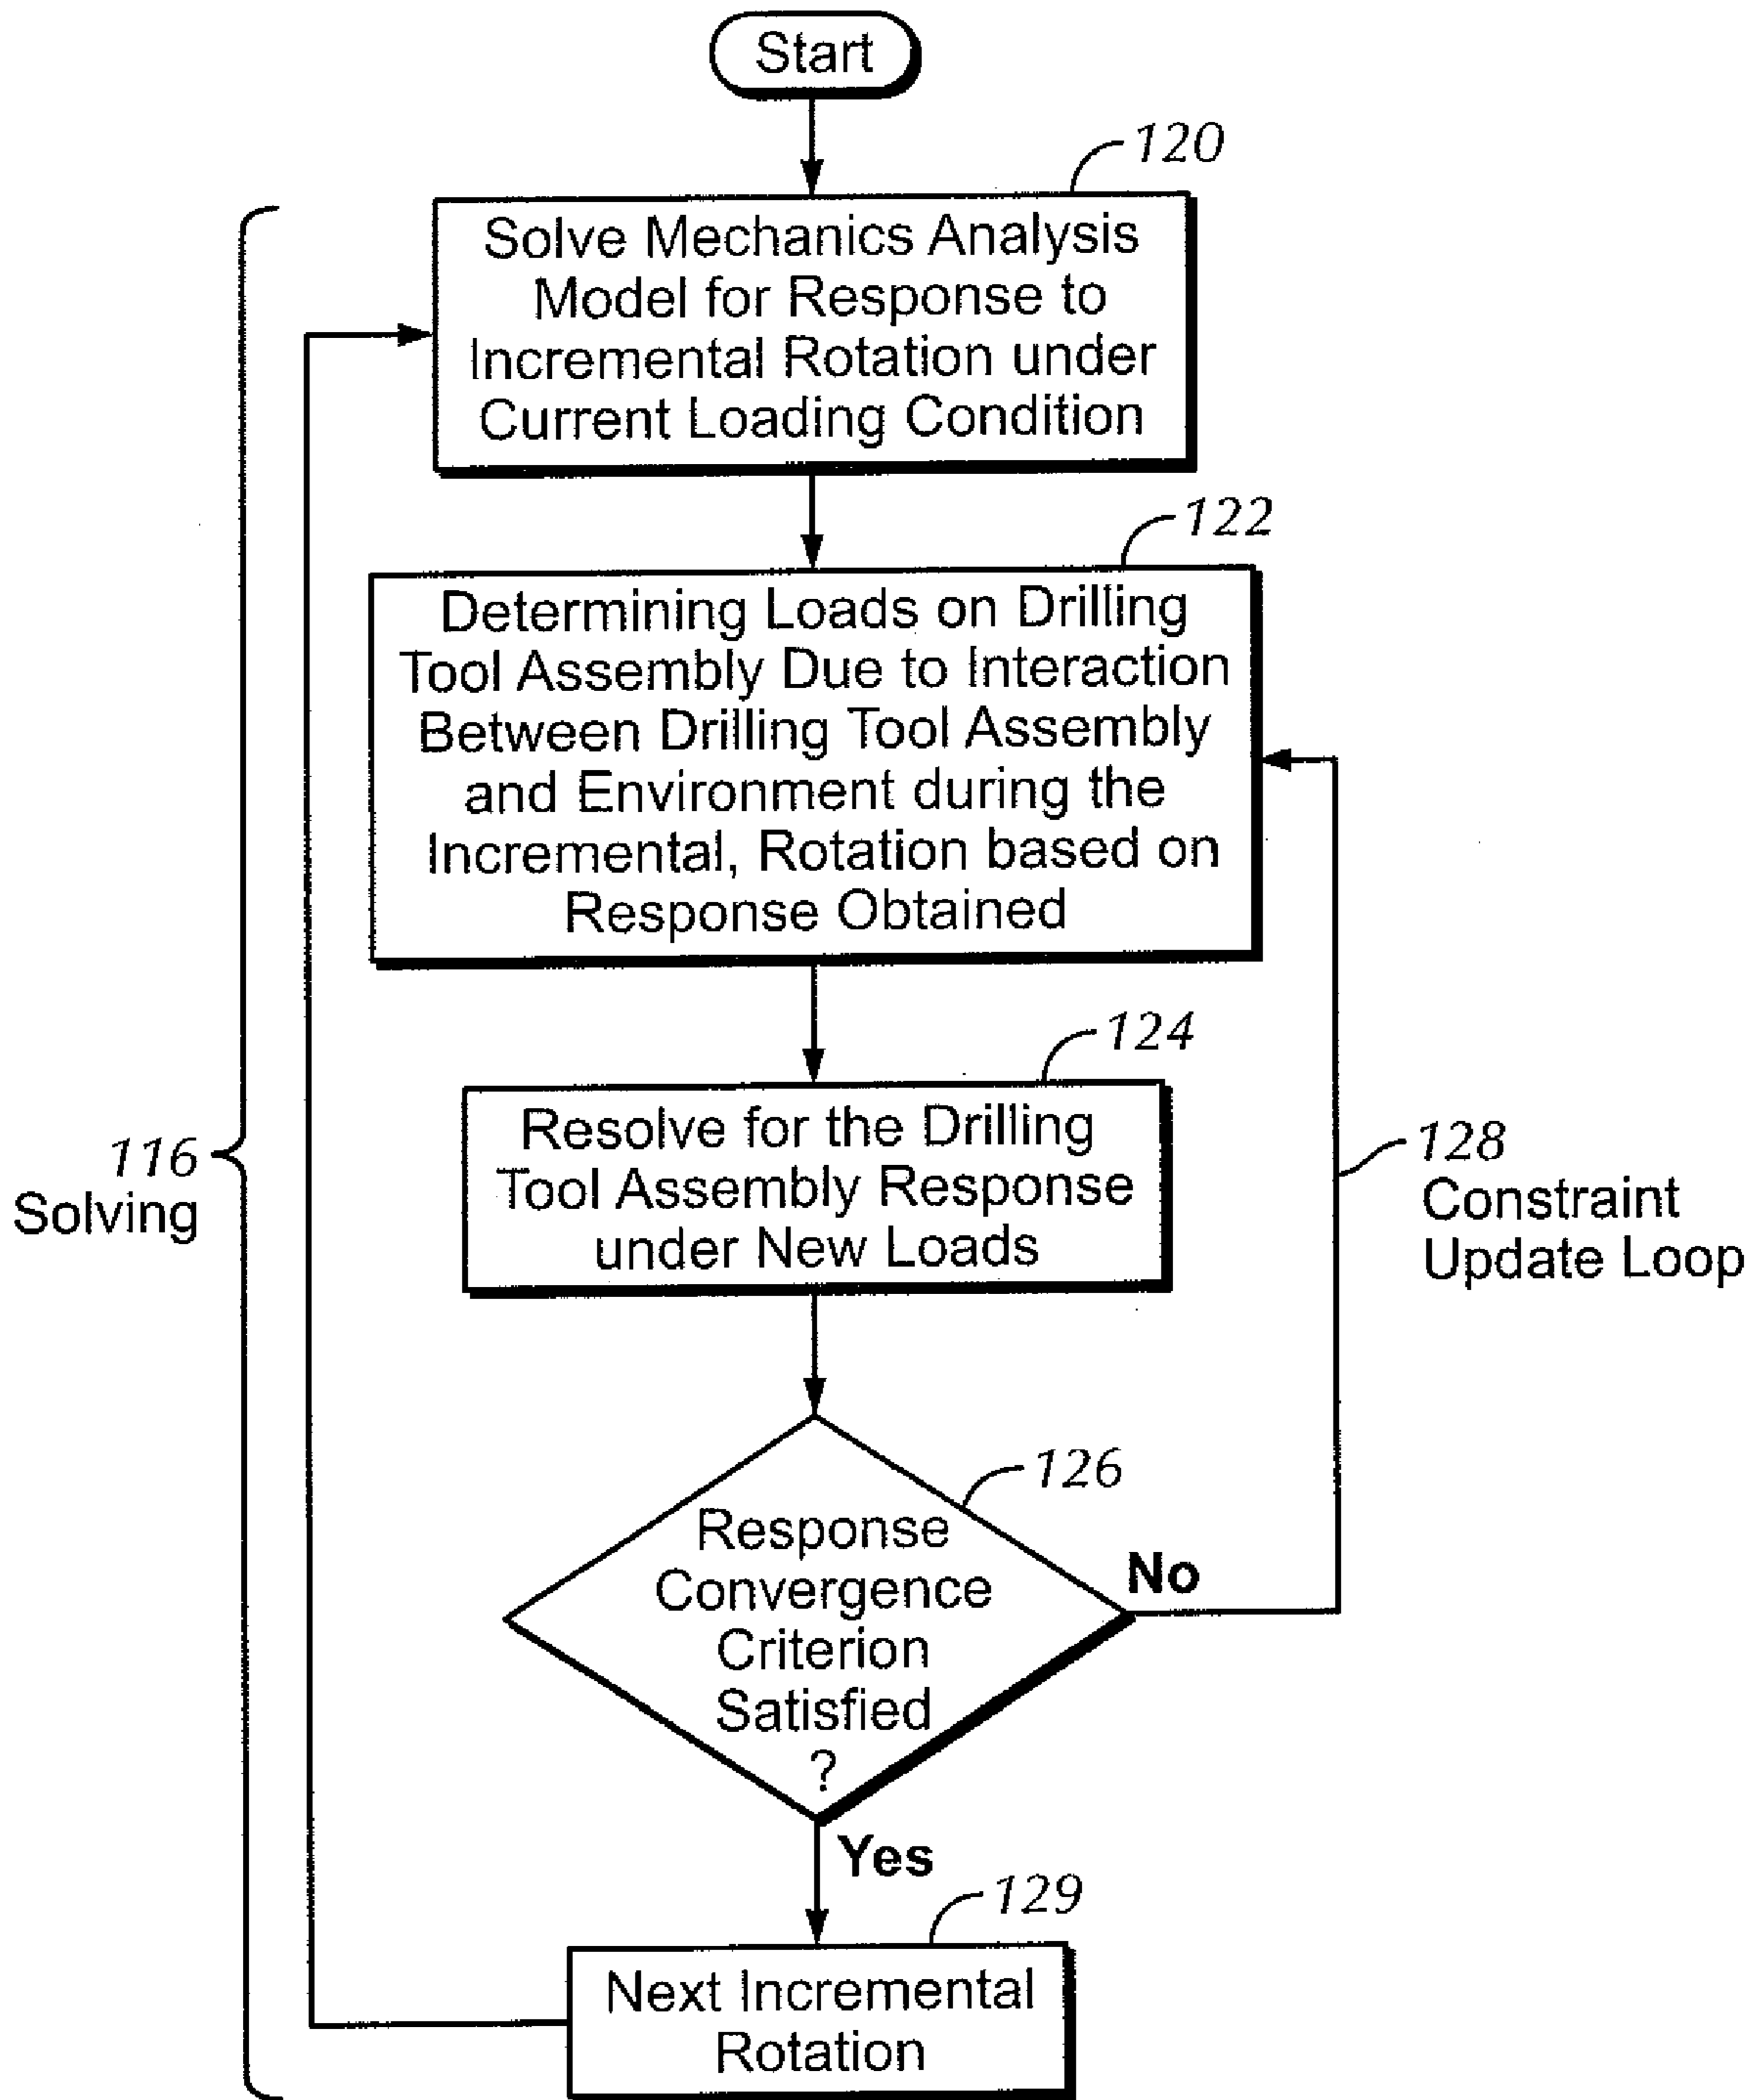 Start
120
Solve Mechanics Analysis
Model for Response to
Incremental Rotation under
Current Loading Condition
122
Determining Loads on Drilling
Tool Assembly Due to Interaction
Between Drilling Tool Assembly
and Environment during the
Incremental, Rotation based on
Response Obtained
124
Resolve for the Drilling
Tool Assembly Response
under New Loads
116
Solving
128
Constraint
Update Loop
126
Response
Convergence
Criterion
Satisfied
?
No
Yes
129
Next Incremental
Rotation